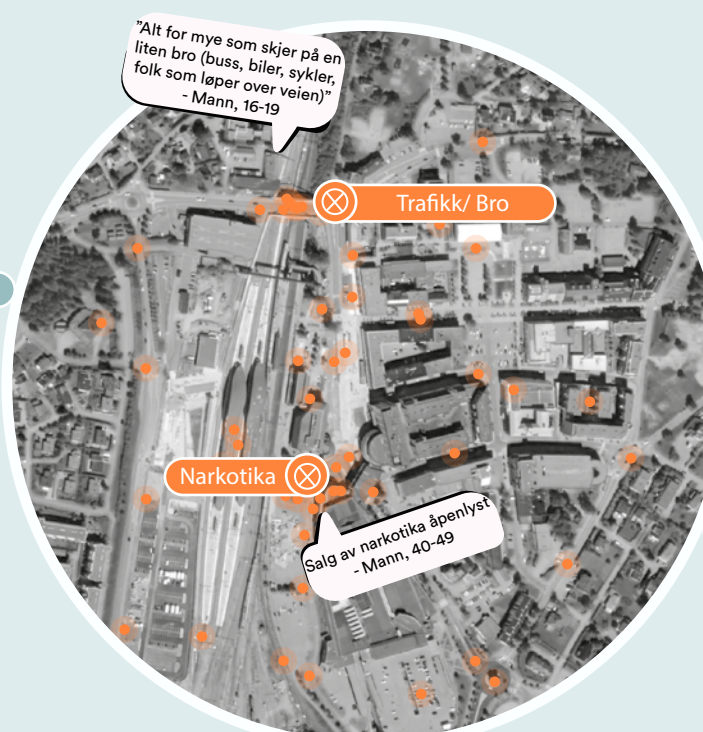 "Alt for mye som skjer på en
liten bro (buss, biler, sykler,
folk som løper over veien)"
- Mann, 16-19
Trafikk/ Bro
Narkotika
Salg av narkotika åpenlyst
- Mann, 40-49